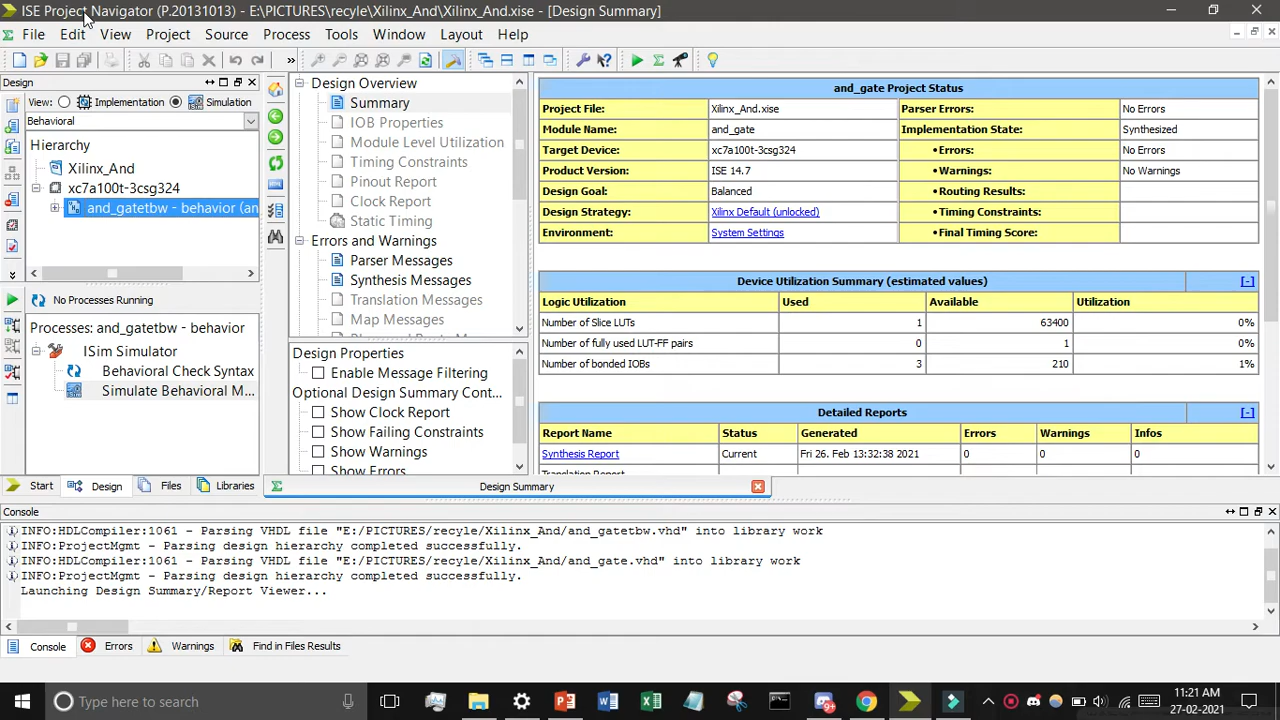 ISE Project Navigator (P.20131013) - E:\PICTURES\recyle\Xilinx_And\Xilinx_And.xise - [Design Summary]
File Edit View Project Source Process Tools Window Layout Help
Design
View: Implementation Simulation
Behavioral
Hierarchy
Xilinx_And
xc7a100t-3csg324
and_gatetbw - behavior (an
No Processes Running
Processes: and_gatetbw - behavior
ISim Simulator
Behavioral Check Syntax
Simulate Behavioral M...
Start Design Files Libraries
Design Overview
Summary
IOB Properties
Module Level Utilization
Timing Constraints
Pinout Report
Clock Report
Static Timing
Errors and Warnings
Parser Messages
Synthesis Messages
Translation Messages
Map Messages
Design Properties
Enable Message Filtering
Optional Design Summary Cont...
Show Clock Report
Show Failing Constraints
Show Warnings
Show Errors
Design Summary
and_gate Project Status
Project File: Xilinx_And.xise Parser Errors: No Errors
Module Name: and_gate Implementation State: Synthesized
Target Device: xc7a100t-3csg324 •Errors: No Errors
Product Version: ISE 14.7 •Warnings: No Warnings
Design Goal: Balanced •Routing Results:
Design Strategy: Xilinx Default (unlocked) •Timing Constraints:
Environment: System Settings •Final Timing Score:
Device Utilization Summary (estimated values) [-]
Logic Utilization Used Available Utilization
Number of Slice LUTs 1 63400 0%
Number of fully used LUT-FF pairs 0 1 0%
Number of bonded IOBs 3 210 1%
Detailed Reports [-]
Report Name Status Generated Errors Warnings Infos
Synthesis Report Current Fri 26. Feb 13:32:38 2021 0 0 0
Console
INFO:HDLCompiler:1061 - Parsing VHDL file "E:/PICTURES/recyle/Xilinx_And/and_gatetbw.vhd" into library work
INFO:ProjectMgmt - Parsing design hierarchy completed successfully.
INFO:HDLCompiler:1061 - Parsing VHDL file "E:/PICTURES/recyle/Xilinx_And/and_gate.vhd" into library work
INFO:ProjectMgmt - Parsing design hierarchy completed successfully.
Launching Design Summary/Report Viewer...
Console Errors Warnings Find in Files Results
Type here to search
11:21 AM
27-02-2021